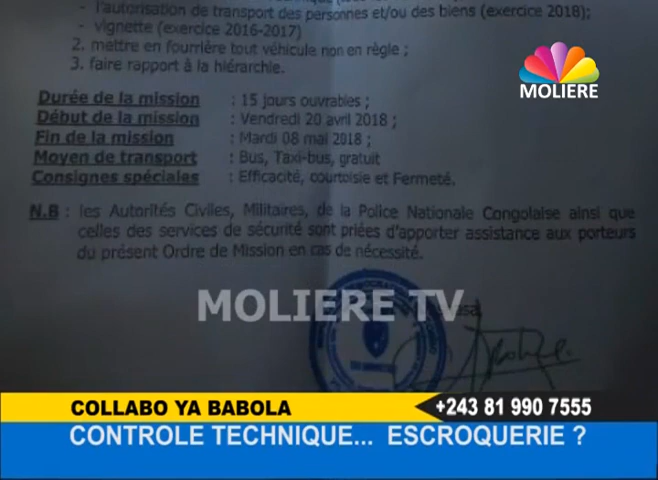 - l'autorisation de transport des personnes et/ou des biens (exercice 2018);
- vignette (exercice 2016-2017)
2. mettre en fourrière tout véhicule non en règle ;
3. faire rapport à la hiérarchie.
MOLIERE
Durée de la mission : 15 jours ouvrables ;
Début de la mission : Vendredi 20 avril 2018 ;
Fin de la mission : Mardi 08 mai 2018 ;
Moyen de transport : Bus, Taxi-bus, gratuit
Consignes spéciales : Efficacité, courtoisie et Fermeté.
N.B : les Autorités Civiles, Militaires, de la Police Nationale Congolaise ainsi que
celles des services de sécurité sont priées d'apporter assistance aux porteurs
du présent Ordre de Mission en cas de nécessité.
MOLIERE TV
COLLABO YA BABOLA
+243 81 990 7555
CONTROLE TECHNIQUE... ESCROQUERIE ?